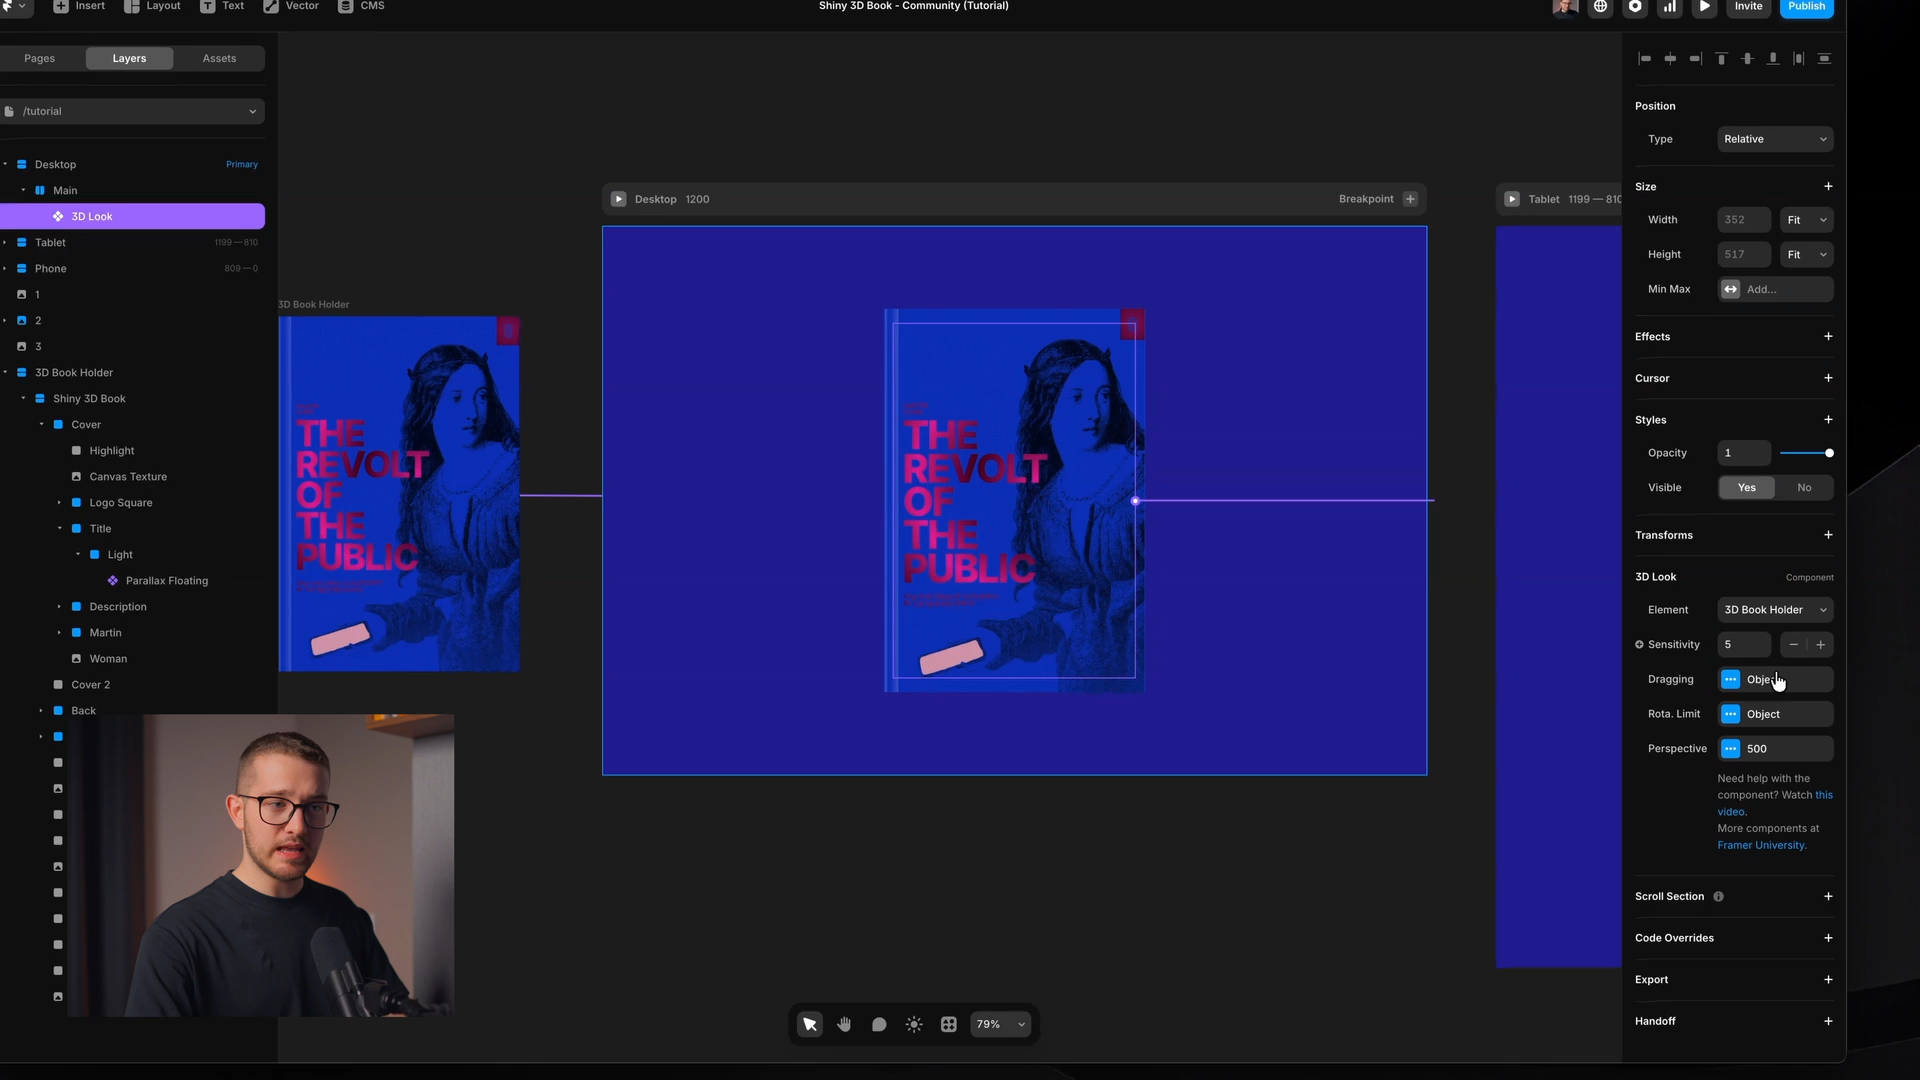 Insert
Layout
Text
Vector
CMS
Shiny 3D Book - Community (Tutorial)
Invite
Publish
Pages
Layers
Assets
/tutorial
Desktop
Primary
Main
3D Look
Tablet
1199 — 810
Phone
809 — 0
1
2
3
3D Book Holder
Shiny 3D Book
Cover
Highlight
Canvas Texture
Logo Square
Title
Light
Parallax Floating
Description
Martin
Woman
Cover 2
Back
3D Book Holder
THE
REVOLT
OF
THE
PUBLIC
Desktop 1200
Breakpoint
THE
REVOLT
OF
THE
PUBLIC
Tablet 1199 — 810
79%
Position
Type
Relative
Size
Width
352
Fit
Height
517
Fit
Min Max
Add...
Effects
Cursor
Styles
Opacity
1
Visible
Yes
No
Transforms
3D Look
Component
Element
3D Book Holder
Sensitivity
5
Dragging
Rota. Limit
Object
Perspective
500
Need help with the
component? Watch this
video.
More components at
Framer University.
Scroll Section
Code Overrides
Export
Handoff